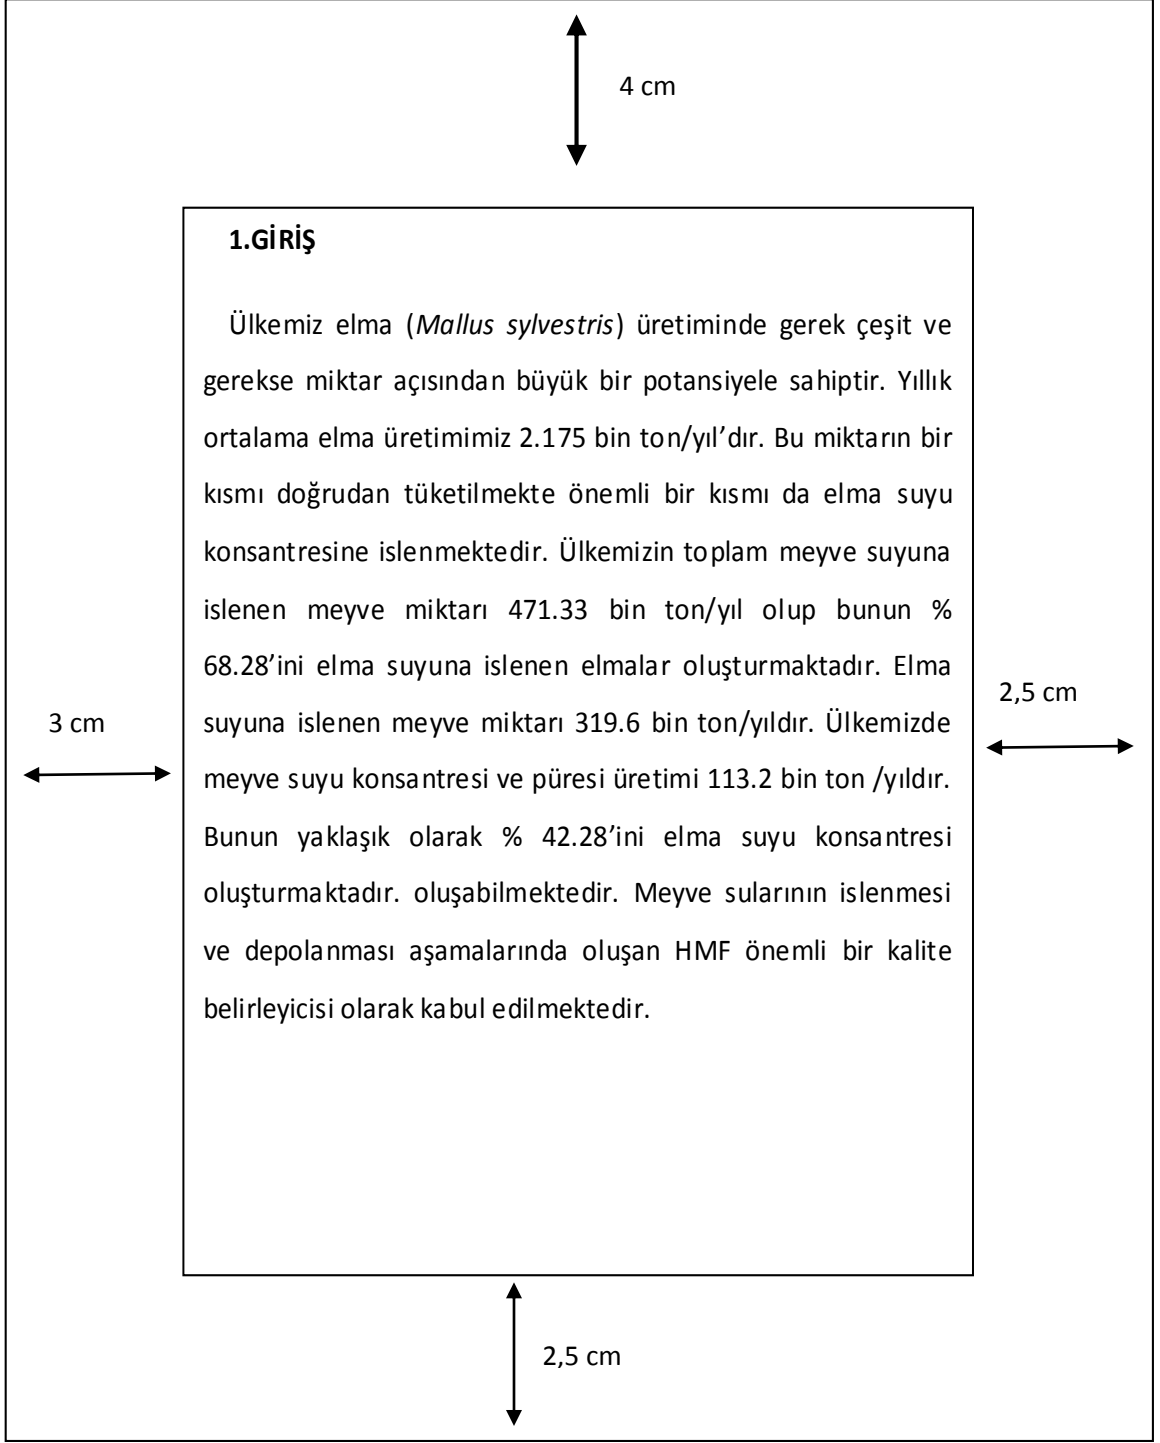 4 cm
1.GİRİŞ
Ülkemiz elma (Mallus sylvestris) üretiminde gerek çeşit ve
gerekse miktar açısından büyük bir potansiyele sahiptir. Yıllık
ortalama elma üretimimiz 2.175 bin ton/yıl’dır. Bu miktarın bir
kısmı doğrudan tüketilmekte önemli bir kısmı da elma suyu
konsantresine islenmektedir. Ülkemizin toplam meyve suyuna
islenen meyve miktarı 471.33 bin ton/yıl olup bunun %
68.28’ini elma suyuna islenen elmalar oluşturmaktadır. Elma
suyuna islenen meyve miktarı 319.6 bin ton/yıldır. Ülkemizde
meyve suyu konsantresi ve püresi üretimi 113.2 bin ton /yıldır.
Bunun yaklaşık olarak % 42.28’ini elma suyu konsantresi
oluşturmaktadır. oluşabilmektedir. Meyve sularının islenmesi
ve depolanması aşamalarında oluşan HMF önemli bir kalite
belirleyicisi olarak kabul edilmektedir.
3 cm
2,5 cm
2,5 cm